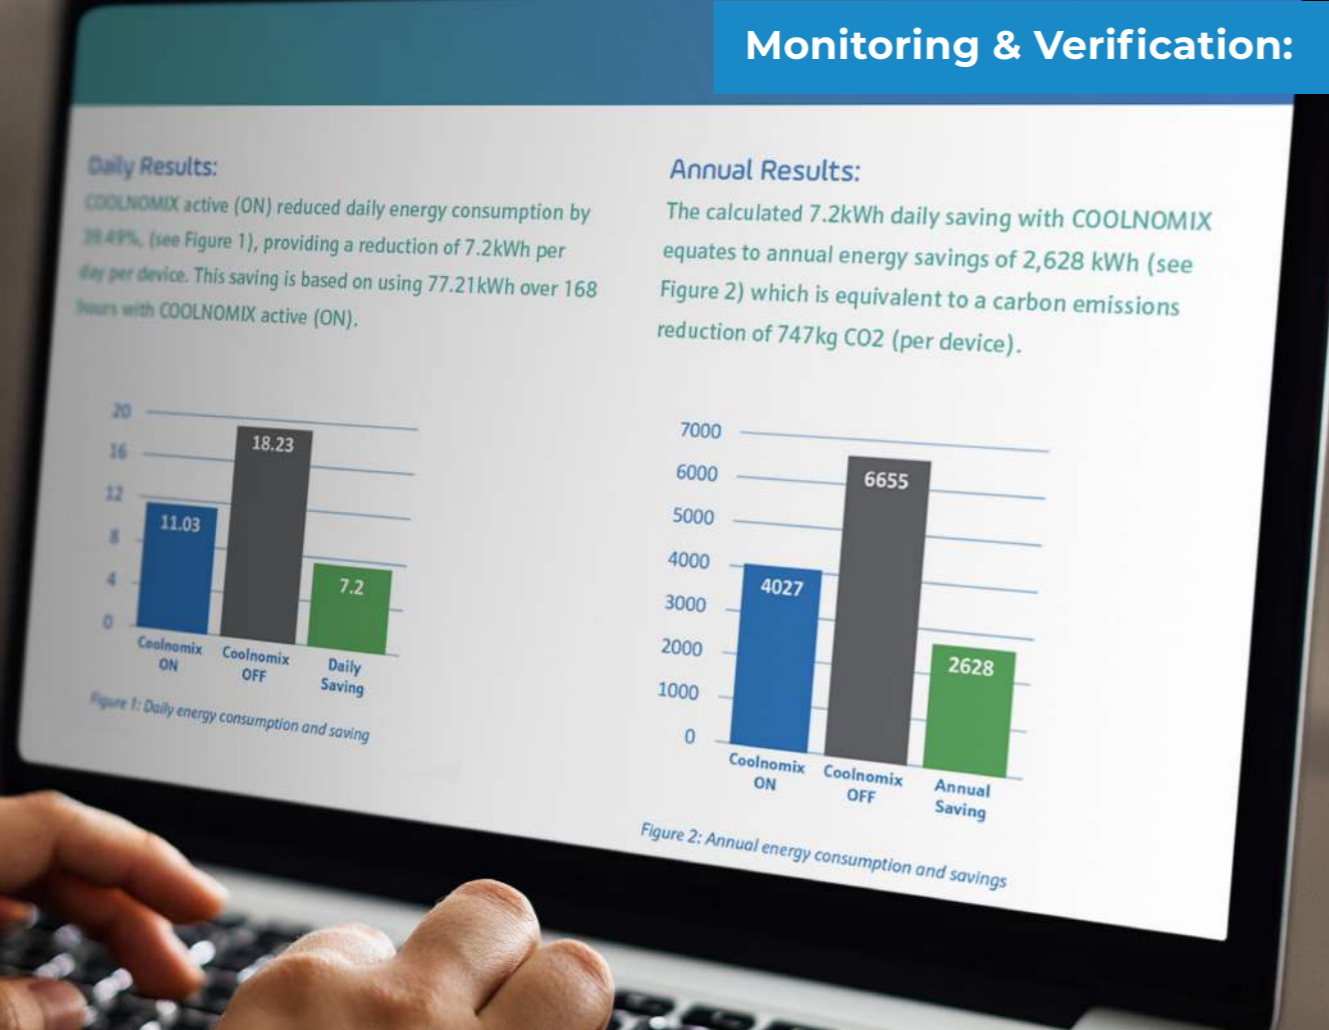 Monitoring & Verification:
Daily Results:
COOLNOMIX active (ON) reduced daily energy consumption by
39.49%, (see Figure 1), providing a reduction of 7.2kWh per
day per device. This saving is based on using 77.21kWh over 168
hours with COOLNOMIX active (ON).
20
16
12
8
4
0
18.23
11.03
7.2
Coolnomix
ON
Coolnomix
OFF
Daily
Saving
Figure 1: Daily energy consumption and saving
Annual Results:
The calculated 7.2kWh daily saving with COOLNOMIX
equates to annual energy savings of 2,628 kWh (see
Figure 2) which is equivalent to a carbon emissions
reduction of 747kg CO2 (per device).
7000
6000
5000
4000
3000
2000
1000
0
6655
4027
2628
Coolnomix
ON
Coolnomix
OFF
Annual
Saving
Figure 2: Annual energy consumption and savings